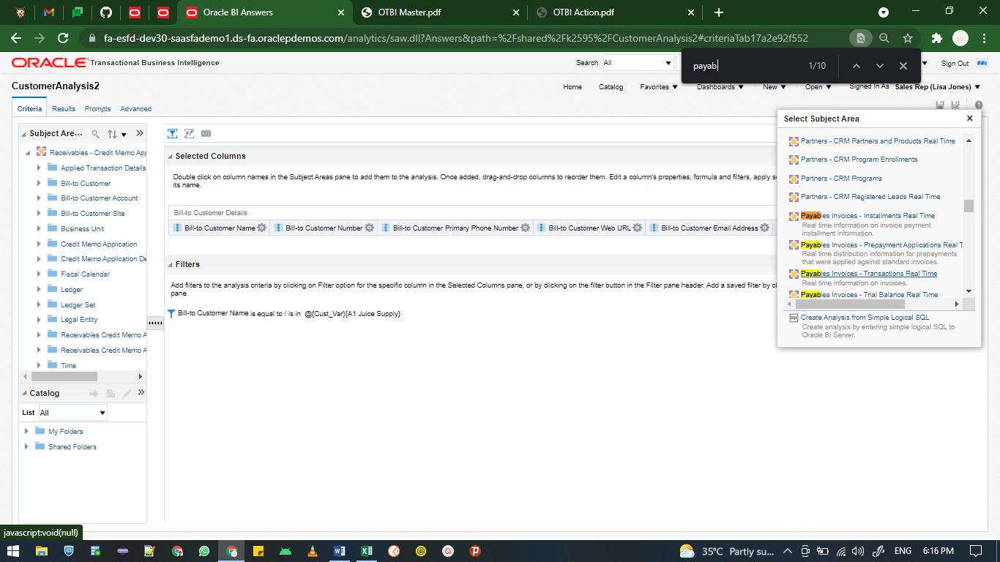 Oracle BI Answers
OTBI Master.pdf
OTBI Action.pdf
fa-esfd-dev30-saasfademo1.ds-fa.oraclepdemos.com/analytics/saw.dll?Answers&path=%2Fshared%2Fk2595%2FCustomerAnalysis2#criteriaTab17a2e92f552
payab
1/10
ORACLE Transactional Business Intelligence
Search All
Sign Out
CustomerAnalysis2
Home Catalog Favorites Dashboards New Open Signed In As Sales Rep (Lisa Jones)
Criteria Results Prompts Advanced
Subject Are...
Receivables - Credit Memo App
Applied Transaction Details
Bill-to Customer
Bill-to Customer Account
Bill-to Customer Site
Business Unit
Credit Memo Application
Credit Memo Application De
Fiscal Calendar
Ledger
Ledger Set
Legal Entity
Receivables Credit Memo A
Receivables Credit Memo A
Time
Catalog
List All
My Folders
Shared Folders
Selected Columns
Double click on column names in the Subject Areas pane to add them to the analysis. Once added, drag-and-drop columns to reorder them. Edit a column's properties, formula and filters, apply s
its name.
Bill-to Customer Details
Bill-to Customer Name Bill-to Customer Number Bill-to Customer Primary Phone Number Bill-to Customer Web URL Bill-to Customer Email Address
Filters
Add filters to the analysis criteria by clicking on Filter option for the specific column in the Selected Columns pane, or by clicking on the filter button in the Filter pane header. Add a saved filter by cl
pane.
Bill-to Customer Name is equal to / is in @{Cust_Var}{A1 Juice Supply}
Select Subject Area
Partners - CRM Partners and Products Real Time
Partners - CRM Program Enrollments
Partners - CRM Programs
Partners - CRM Registered Leads Real Time
Payables Invoices - Installments Real Time
Real time information on invoice payment
installment information.
Payables Invoices - Prepayment Applications Real T
Real time distribution information for prepayments
that were applied against standard invoices.
Payables Invoices - Transactions Real Time
Real time information on invoices.
Payables Invoices - Trial Balance Real Time
SQL Create Analysis from Simple Logical SQL
Create analysis by entering simple logical SQL to
Oracle BI Server.
javascript:void(null)
35°C Partly su...
ENG
6:16 PM